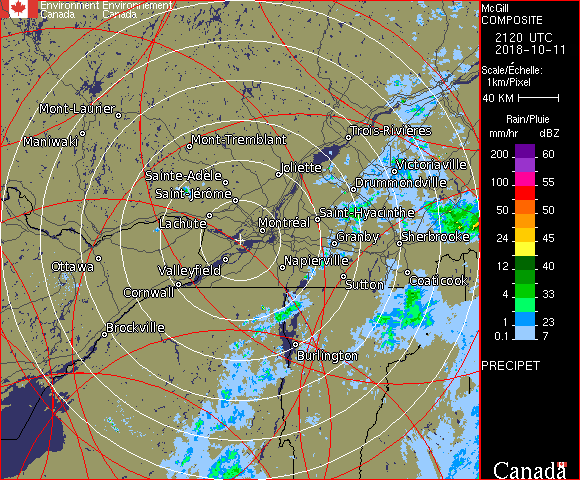 Environment Environnement
Canada Canada
McGill
COMPOSITE
2120 UTC
2018-10-11
Scale/Échelle:
1km/Pixel
40 KM
Rain/Pluie
mm/hr dBZ
200 60
100 55
50 50
24 45
12 40
4 33
1 23
0.1 7
PRECIPET
Canada
Mont-Laurier
Maniwaki
Mont-Tremblant
Trois-Rivières
Joliette
Victoriaville
Sainte-Adèle
Drummondville
Saint-Jérôme
Lachute
Saint-Hyacinthe
Montréal
Granby
Sherbrooke
Ottawa
Valleyfield
Napierville
Cornwall
Sutton
Coaticook
Brockville
Burlington